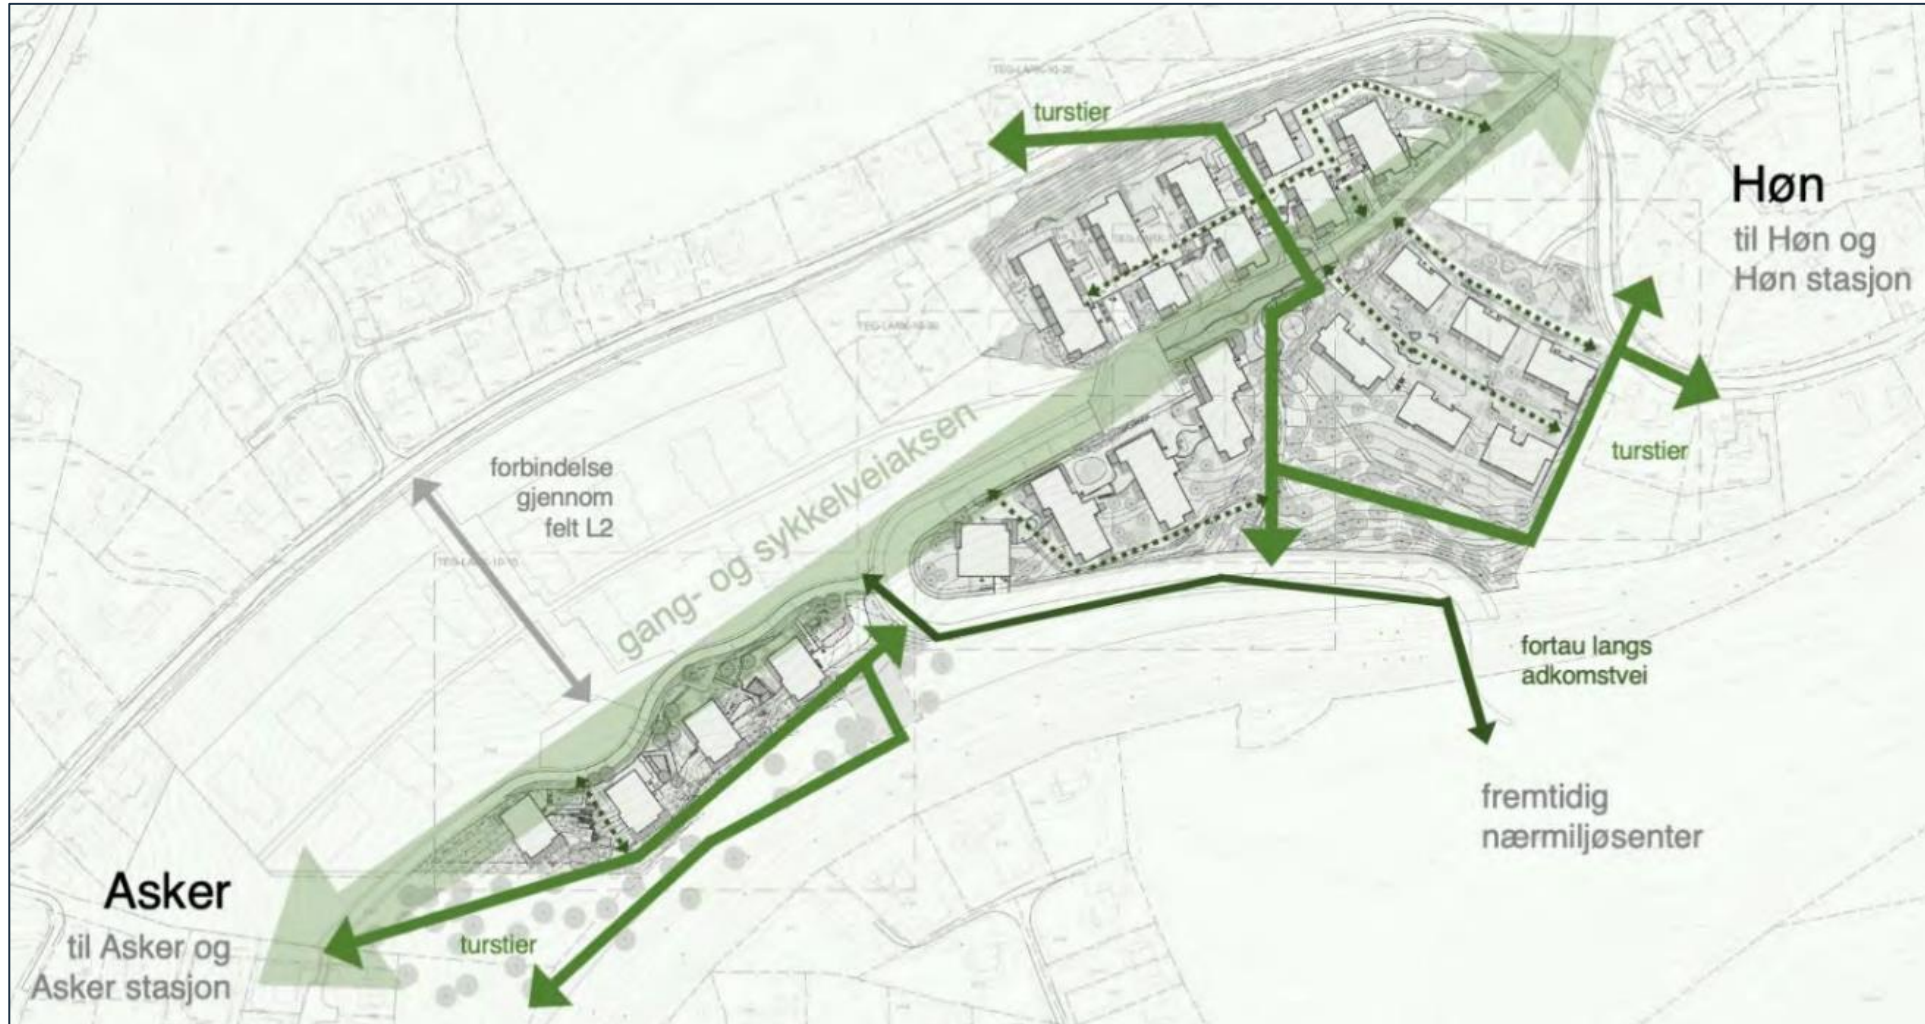 turstier
Høn
til Høn og
Høn stasjon
forbindelse
gjennom
felt L2
gang- og sykkelveiaksen
turstier
fortau langs
adkomstvei
fremtidig
nærmiljøsenter
Asker
til Asker og
Asker stasjon
turstier